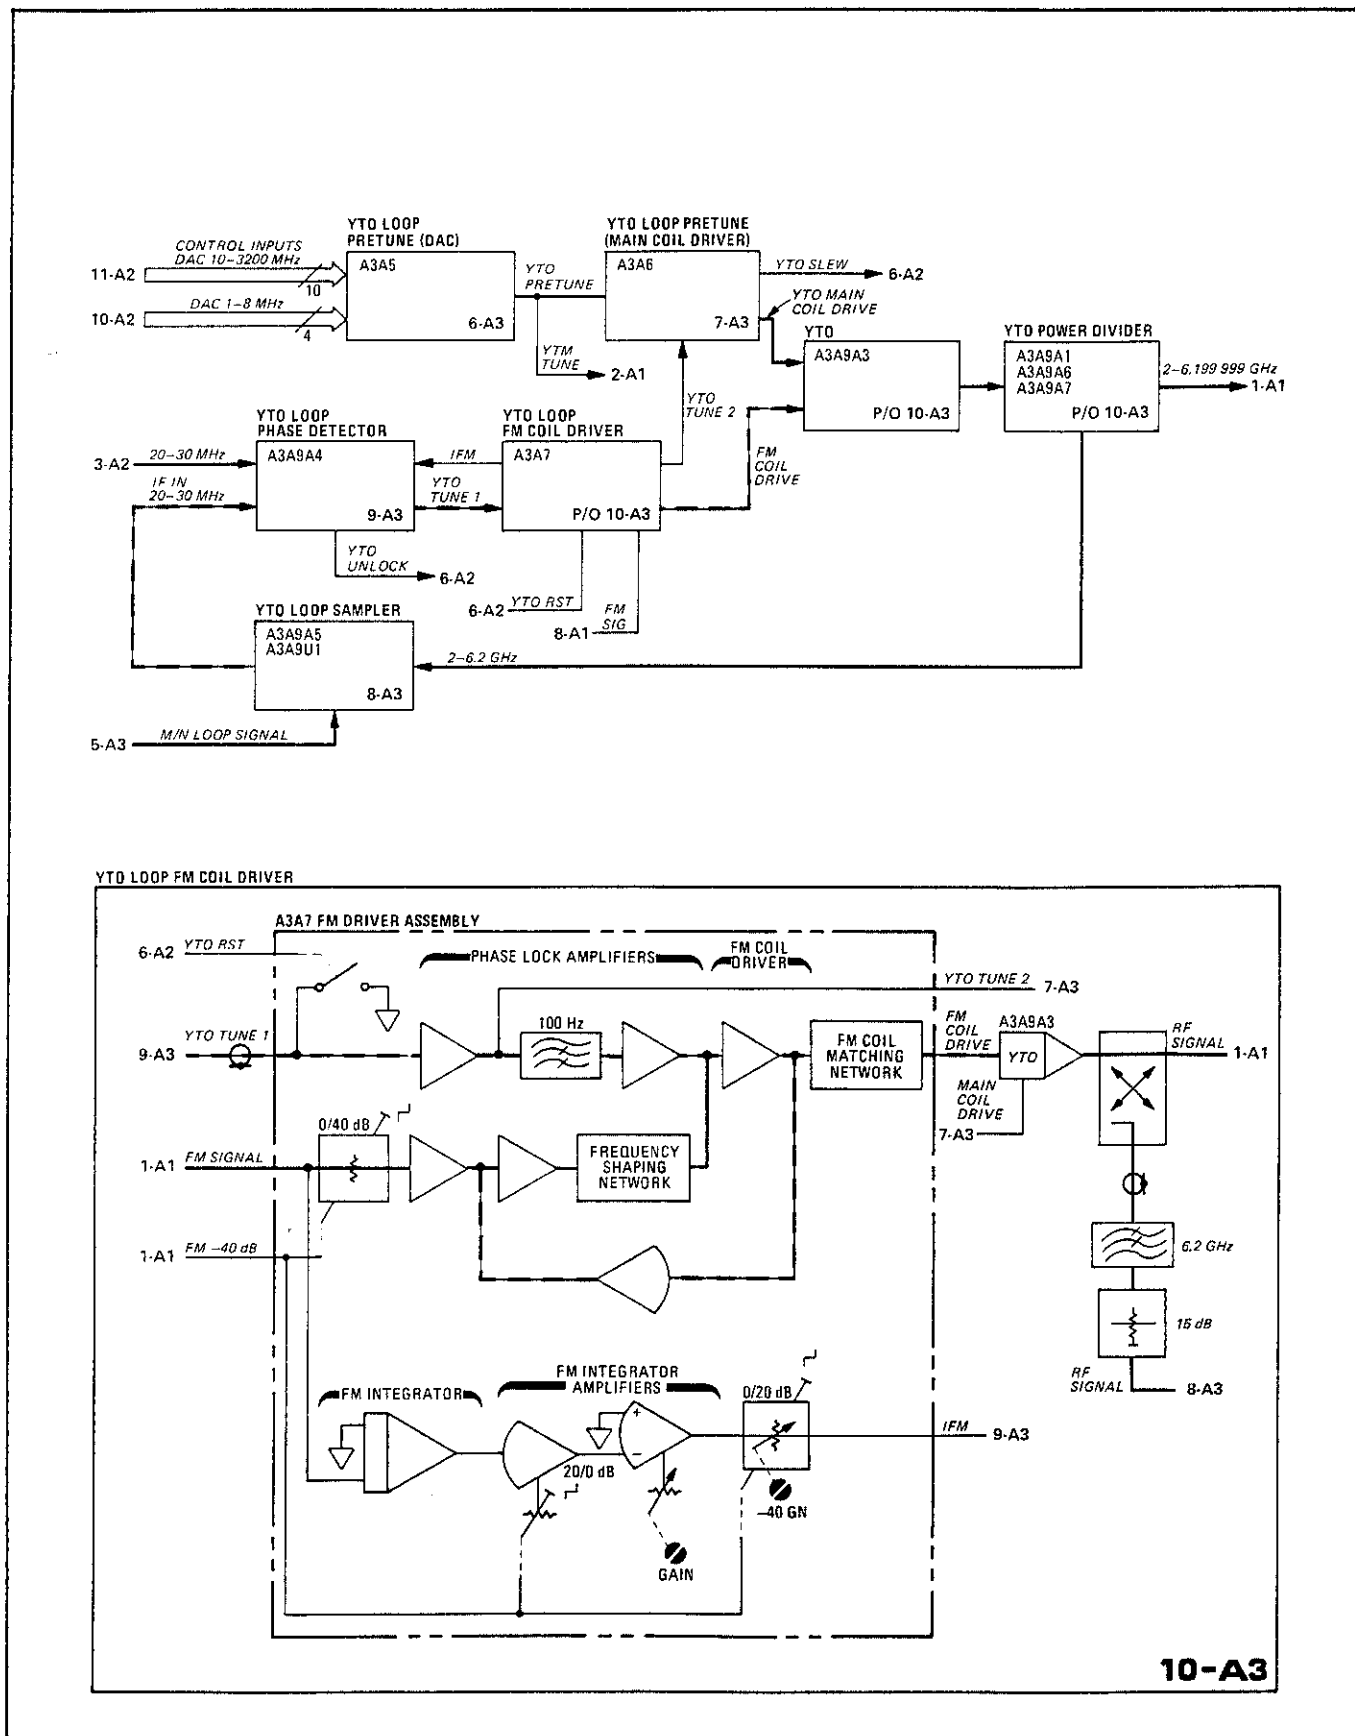 YTO LOOP
PRETUNE (DAC)
YTO LOOP PRETUNE
(MAIN COIL DRIVER)
CONTROL INPUTS
DAC 10-3200 MHz
11-A2
10
A3A5
YTO
PRETUNE
A3A6
YTO SLEW
6-A2
10-A2
DAC 1-8 MHz
4
6-A3
7-A3
YTO MAIN
COIL DRIVE
YTM
TUNE
2-A1
YTO
A3A9A3
P/O 10-A3
YTO POWER DIVIDER
A3A9A1
A3A9A6
A3A9A7
P/O 10-A3
2-6.199 999 GHz
1-A1
YTO
TUNE 2
YTO LOOP
PHASE DETECTOR
YTO LOOP
FM COIL DRIVER
3-A2
20-30 MHz
A3A9A4
IFM
A3A7
IF IN
20-30 MHz
YTO
TUNE 1
9-A3
P/O 10-A3
FM
COIL
DRIVE
YTO
UNLOCK
6-A2
6-A2
YTO RST
FM
SIG
8-A1
YTO LOOP SAMPLER
A3A9A5
A3A9U1
8-A3
2-6.2 GHz
5-A3
M/N LOOP SIGNAL
YTO LOOP FM COIL DRIVER
A3A7 FM DRIVER ASSEMBLY
6-A2
YTO RST
PHASE LOCK AMPLIFIERS
FM COIL
DRIVER
YTO TUNE 2
7-A3
9-A3
YTO TUNE 1
100 Hz
FM COIL
MATCHING
NETWORK
FM
COIL
DRIVE
A3A9A3
YTO
RF
SIGNAL
1-A1
MAIN
COIL
DRIVE
7-A3
0/40 dB
1-A1
FM SIGNAL
FREQUENCY
SHAPING
NETWORK
1-A1
FM -40 dB
6.2 GHz
16 dB
RF
SIGNAL
8-A3
FM INTEGRATOR
FM INTEGRATOR
AMPLIFIERS
0/20 dB
+
-
20/0 dB
IFM
9-A3
-40 GN
GAIN
10-A3